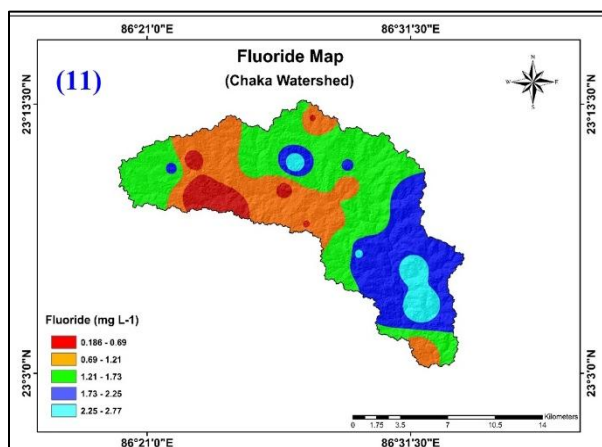 86°21'0"E
86°31'30"E
Fluoride Map
(Chaka Watershed)
(11)
N
W
E
S
23°13'30"N
23°13'30"N
Fluoride (mg L-1)
0.186 - 0.69
0.69 - 1.21
1.21 - 1.73
1.73 - 2.25
2.25 - 2.77
23°3'0"N
23°3'0"N
Kilometers
0 1.75 3.5 7 10.5 14
86°21'0"E
86°31'30"E